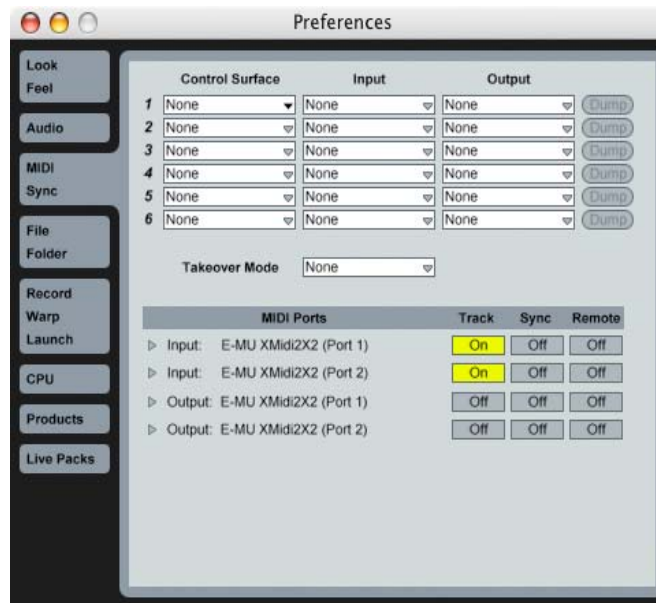 Preferences
Look
Feel
Audio
MIDI
Sync
File
Folder
Record
Warp
Launch
CPU
Products
Live Packs
Control Surface Input Output
1 None None None Dump
2 None None None Dump
3 None None None Dump
4 None None None Dump
5 None None None Dump
6 None None None Dump
Takeover Mode None
MIDI Ports Track Sync Remote
Input: E-MU XMidi2X2 (Port 1) On Off Off
Input: E-MU XMidi2X2 (Port 2) On Off Off
Output: E-MU XMidi2X2 (Port 1) Off Off Off
Output: E-MU XMidi2X2 (Port 2) Off Off Off